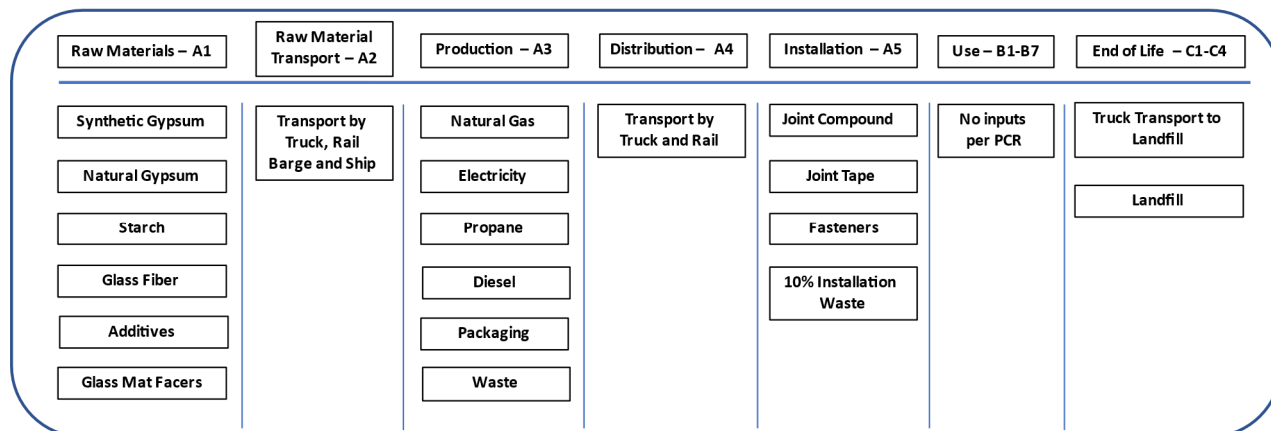 Raw Materials – A1
Raw Material
Transport – A2
Production – A3
Distribution – A4
Installation – A5
Use – B1-B7
End of Life – C1-C4
Synthetic Gypsum
Natural Gypsum
Starch
Glass Fiber
Additives
Glass Mat Facers
Transport by
Truck, Rail
Barge and Ship
Natural Gas
Electricity
Propane
Diesel
Packaging
Waste
Transport by
Truck and Rail
Joint Compound
Joint Tape
Fasteners
10% Installation
Waste
No inputs
per PCR
Truck Transport to
Landfill
Landfill